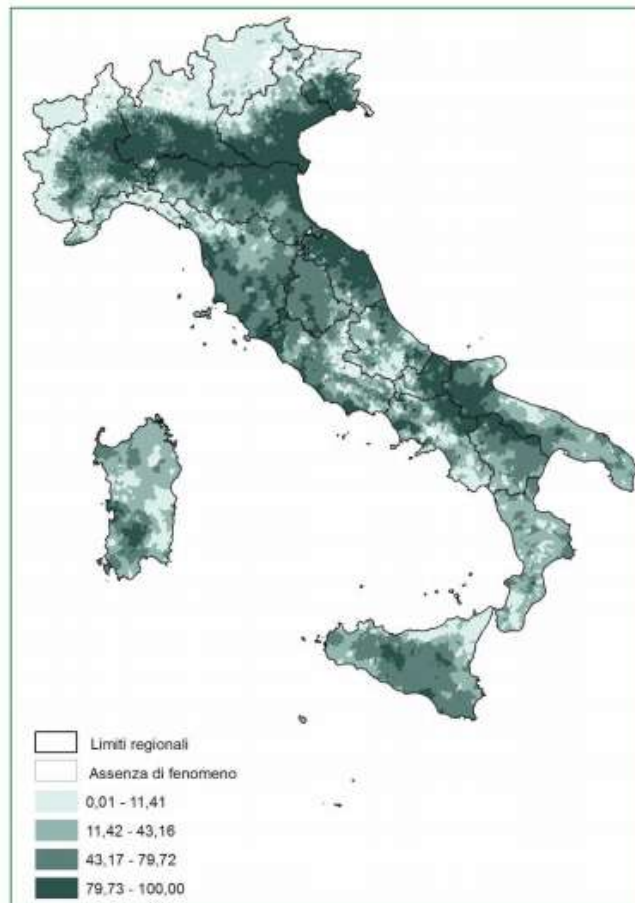 Limiti regionali
Assenza di fenomeno
0,01 - 11,41
11,42 - 43,16
43,17 - 79,72
79,73 - 100,00